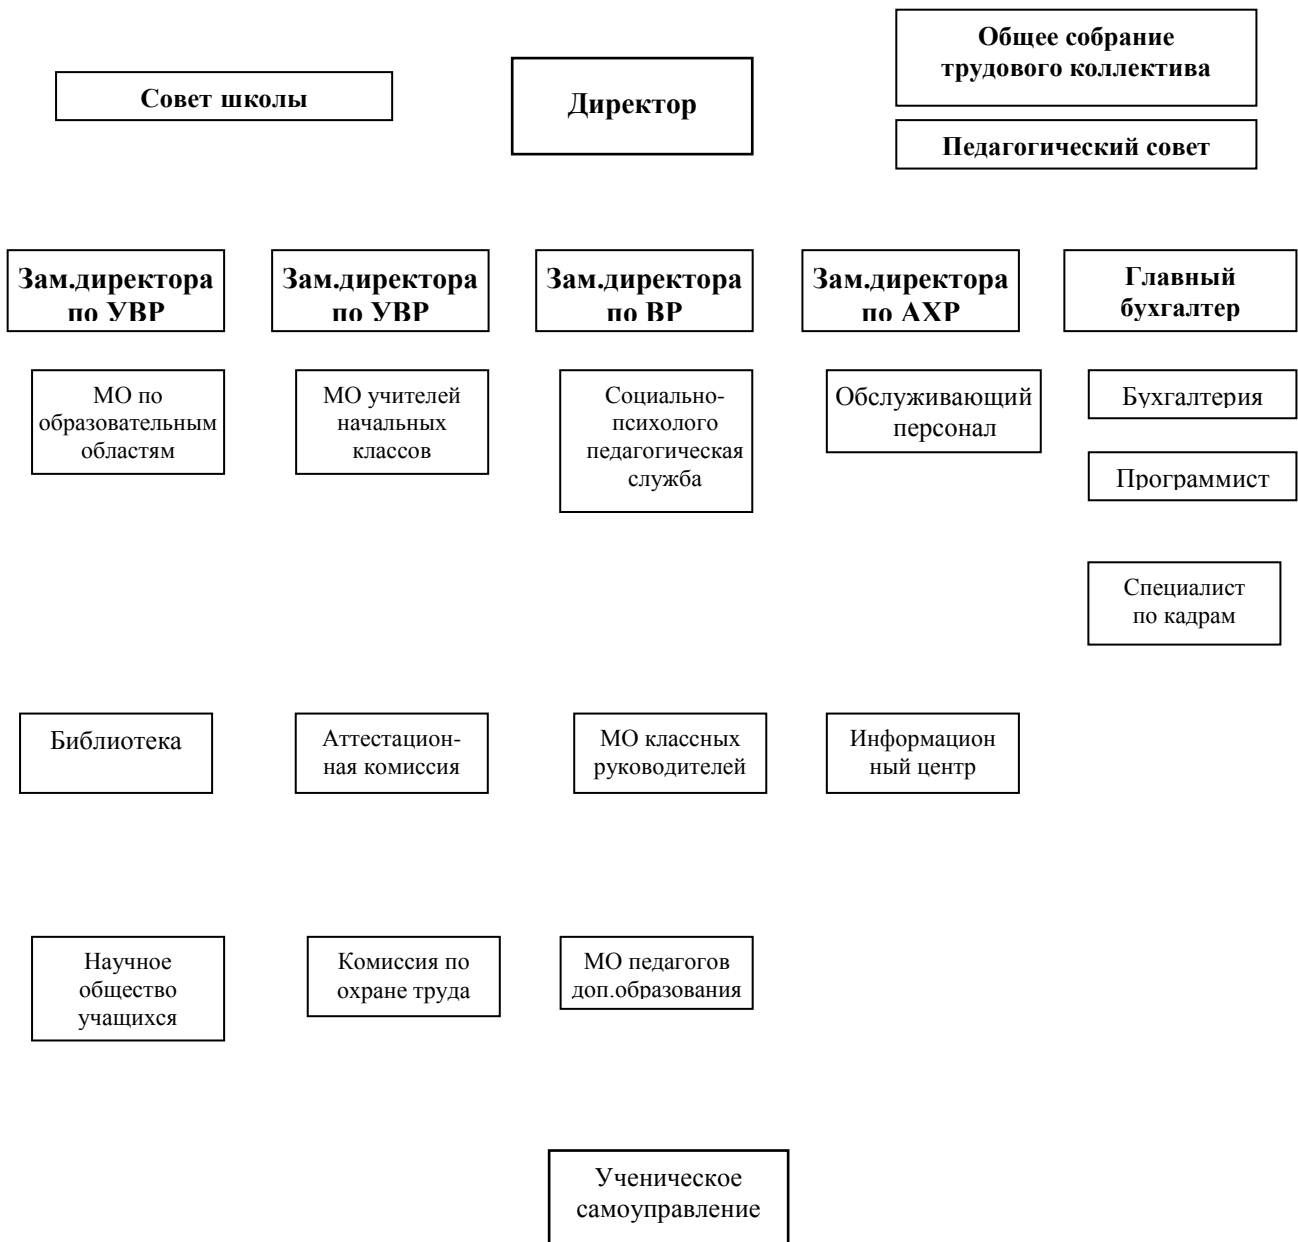 Совет школы
Директор
Общее собрание
трудового коллектива
Педагогический совет
Зам.директора
по УВР
Зам.директора
по УВР
Зам.директора
по ВР
Зам.директора
по АХР
Главный
бухгалтер
МО по
образовательным
областям
МО учителей
начальных
классов
Социально-
психолого
педагогическая
служба
Обслуживающий
персонал
Бухгалтерия
Программист
Специалист
по кадрам
Библиотека
Аттестацион-
ная комиссия
МО классных
руководителей
Информацион
ный центр
Научное
общество
учащихся
Комиссия по
охране труда
МО педагогов
доп.образования
Ученическое
самоуправление